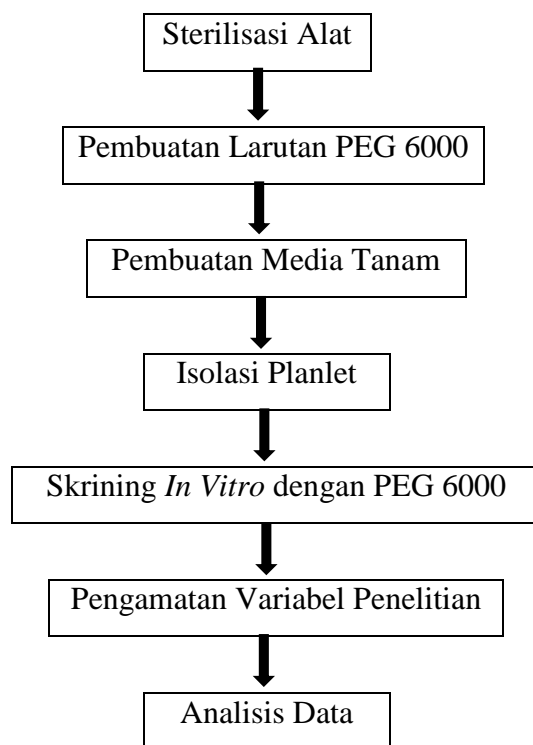 Sterilisasi Alat
Pembuatan Larutan PEG 6000
Pembuatan Media Tanam
Isolasi Planlet
Skrining In Vitro dengan PEG 6000
Pengamatan Variabel Penelitian
Analisis Data